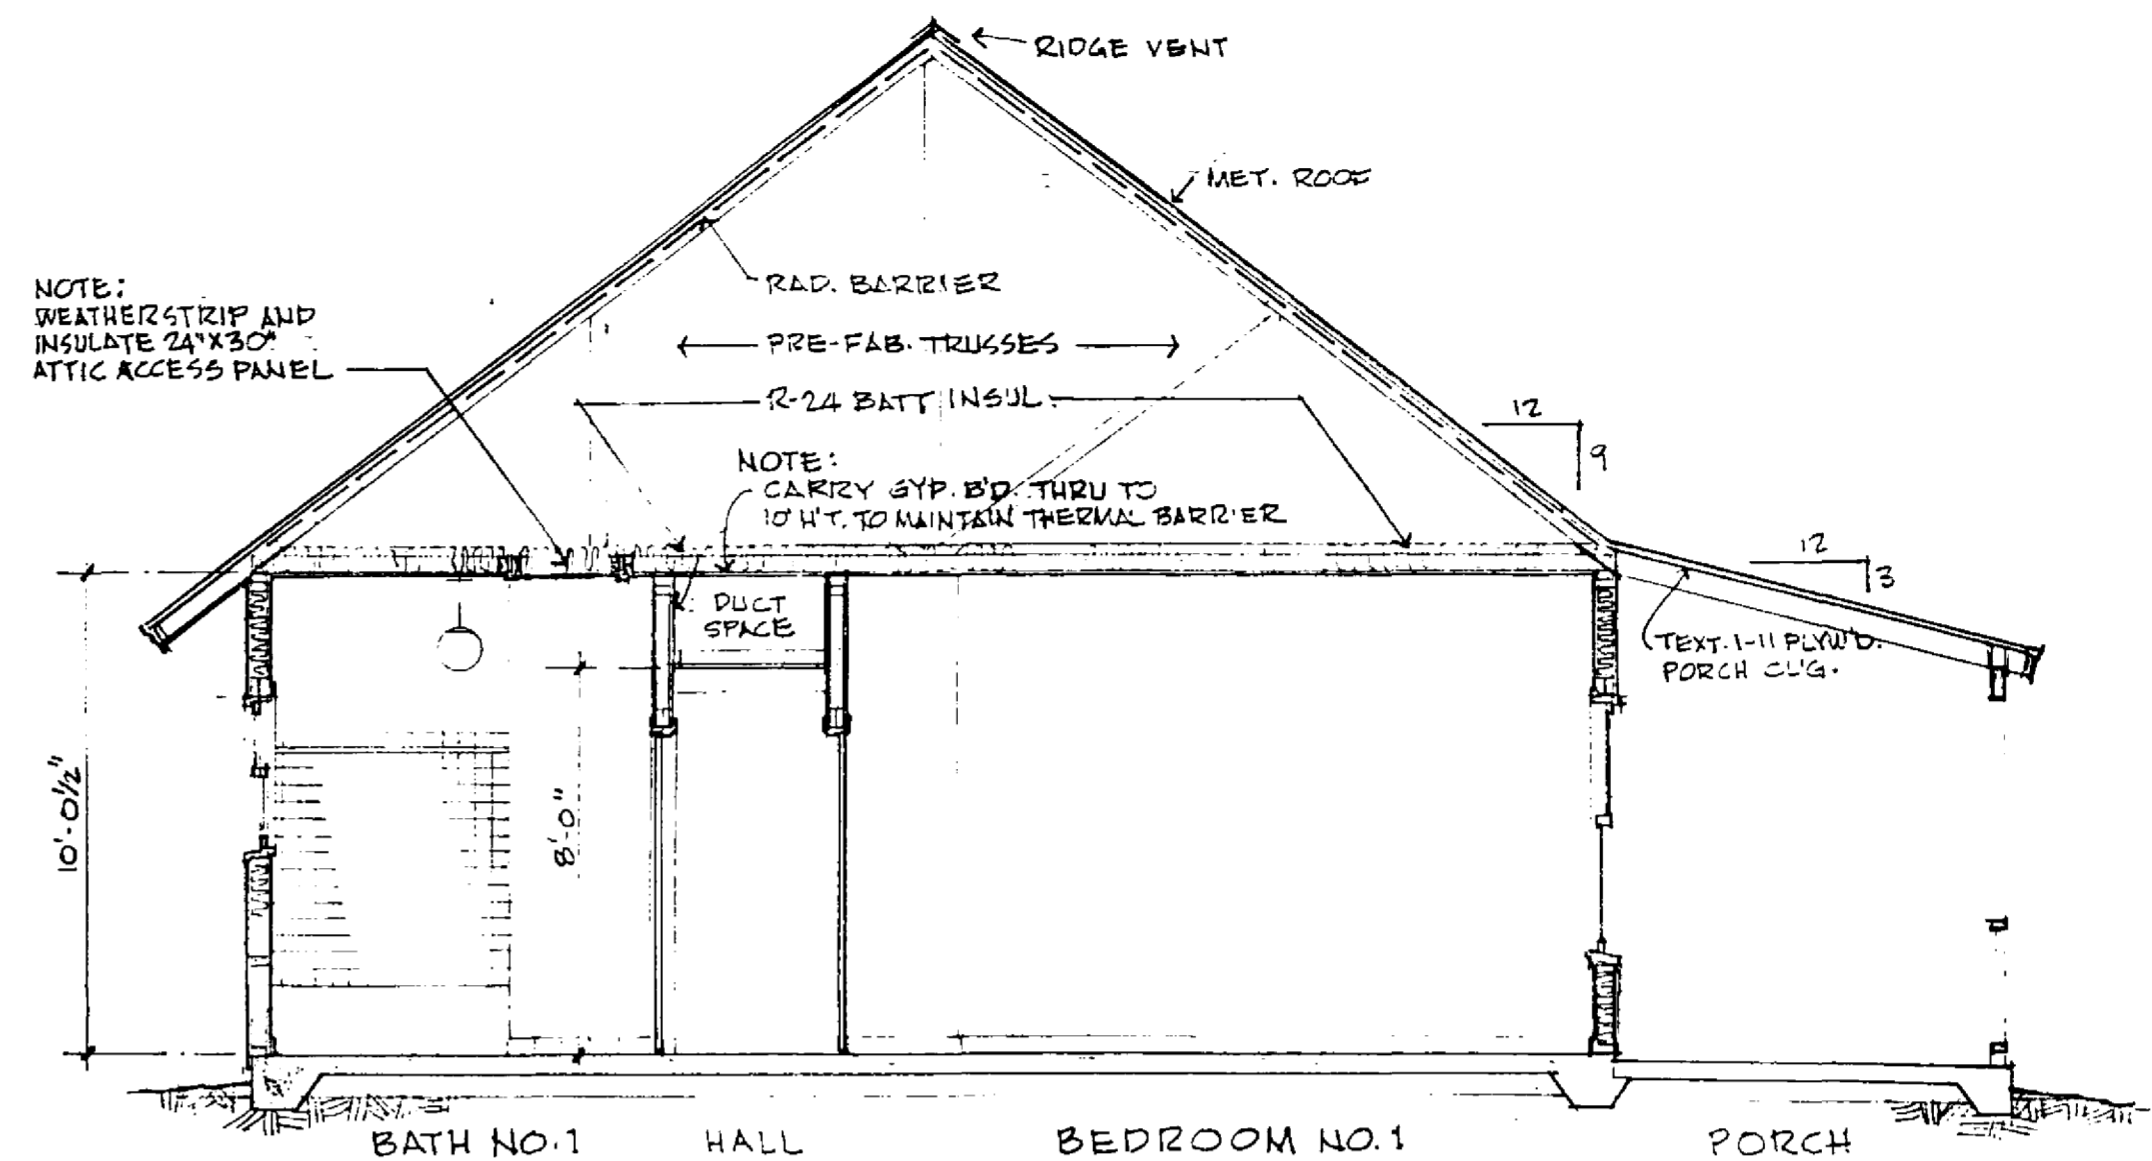 RIDGE VENT
MET. ROOF
RAD. BARRIER
NOTE:
WEATHERSTRIP AND
INSULATE 24"X30"
ATTIC ACCESS PANEL
PRE-FAB. TRUSSES
R-24 BATT INSUL.
12
9
NOTE:
CARRY GYP. B'D. THRU TO
10' H'T. TO MAINTAIN THERMAL BARRIER
12
3
DUCT
SPACE
TEXT. 1-11 PLYW'D.
PORCH CL'G.
10'-0½"
8'-0"
BATH NO.1
HALL
BEDROOM NO.1
PORCH